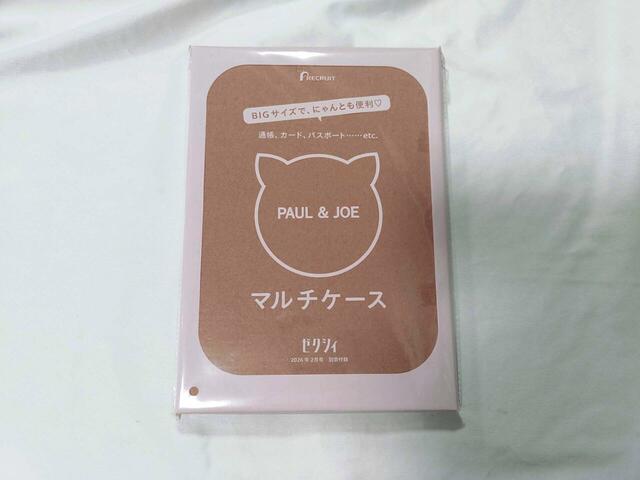 RECRUIT
BIGサイズで、にゃんとも便利♡
通帳、カード、パスポート……etc.
PAUL & JOE
マルチケース
ゼクシィ
2026年2月号 別冊付録